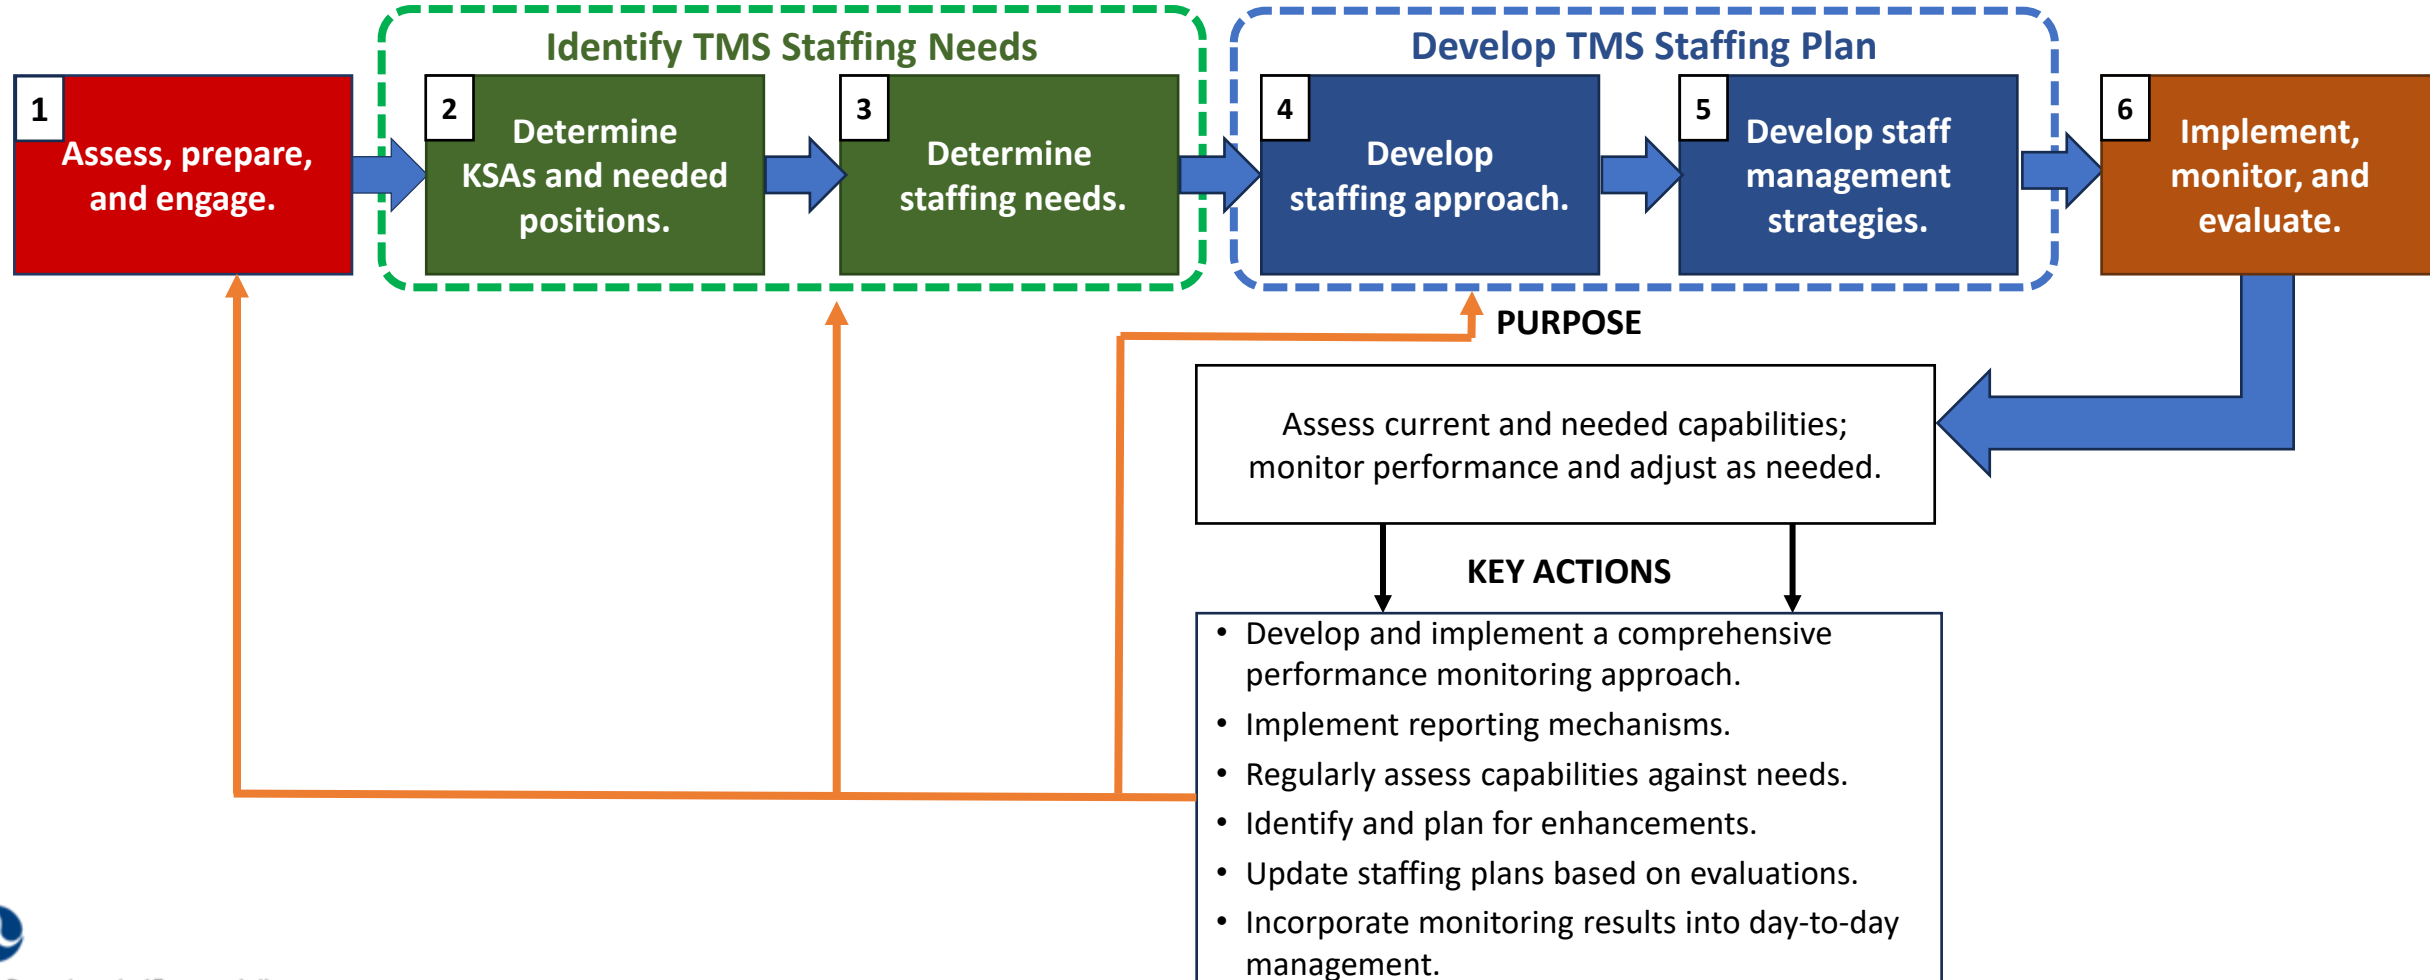 Identify TMS Staffing Needs
Develop TMS Staffing Plan
1
Assess, prepare,
and engage.
2
Determine
KSAs and needed
positions.
3
Determine
staffing needs.
4
Develop
staffing approach.
5
Develop staff
management
strategies.
6
Implement,
monitor, and
evaluate.
PURPOSE
Assess current and needed capabilities;
monitor performance and adjust as needed.
KEY ACTIONS
• Develop and implement a comprehensive
performance monitoring approach.
• Implement reporting mechanisms.
• Regularly assess capabilities against needs.
• Identify and plan for enhancements.
• Update staffing plans based on evaluations.
• Incorporate monitoring results into day-to-day
management.